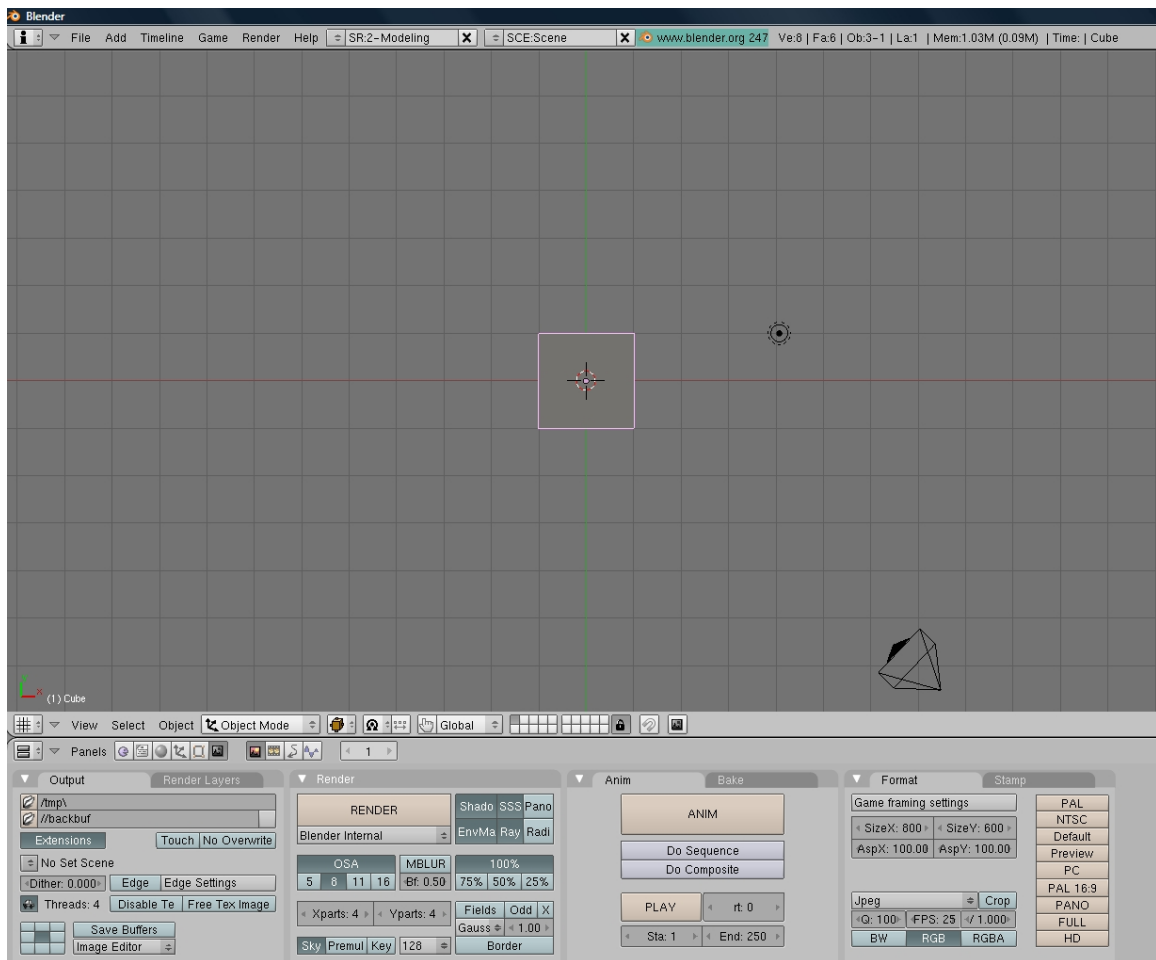 Blender
File Add Timeline Game Render Help SR:2-Modeling X SCE:Scene X www.blender.org 247 Ve:8 | Fa:6 | Ob:3-1 | La:1 | Mem:1.03M (0.09M) | Time: | Cube
(1) Cube
View Select Object Object Mode Global
Panels 1
Output Render Layers
/tmp\
//backbuf
Extensions Touch No Overwrite
No Set Scene
Dither: 0.000 Edge Edge Settings
Threads: 4 Disable Te Free Tex Image
Save Buffers
Image Editor
Render
RENDER Shado SSS Pano
Blender Internal EnvMa Ray Radi
OSA MBLUR 100%
5 8 11 16 Bf: 0.50 75% 50% 25%
Xparts: 4 Yparts: 4 Fields Odd X
Gauss 1.00
Sky Premul Key 128 Border
Anim Bake
ANIM
Do Sequence
Do Composite
PLAY rt: 0
Sta: 1 End: 250
Format Stamp
Game framing settings
SizeX: 800 SizeY: 600
AspX: 100.00 AspY: 100.00
Jpeg Crop
Q: 100 FPS: 25 / 1.000
BW RGB RGBA
PAL
NTSC
Default
Preview
PC
PAL 16:9
PANO
FULL
HD